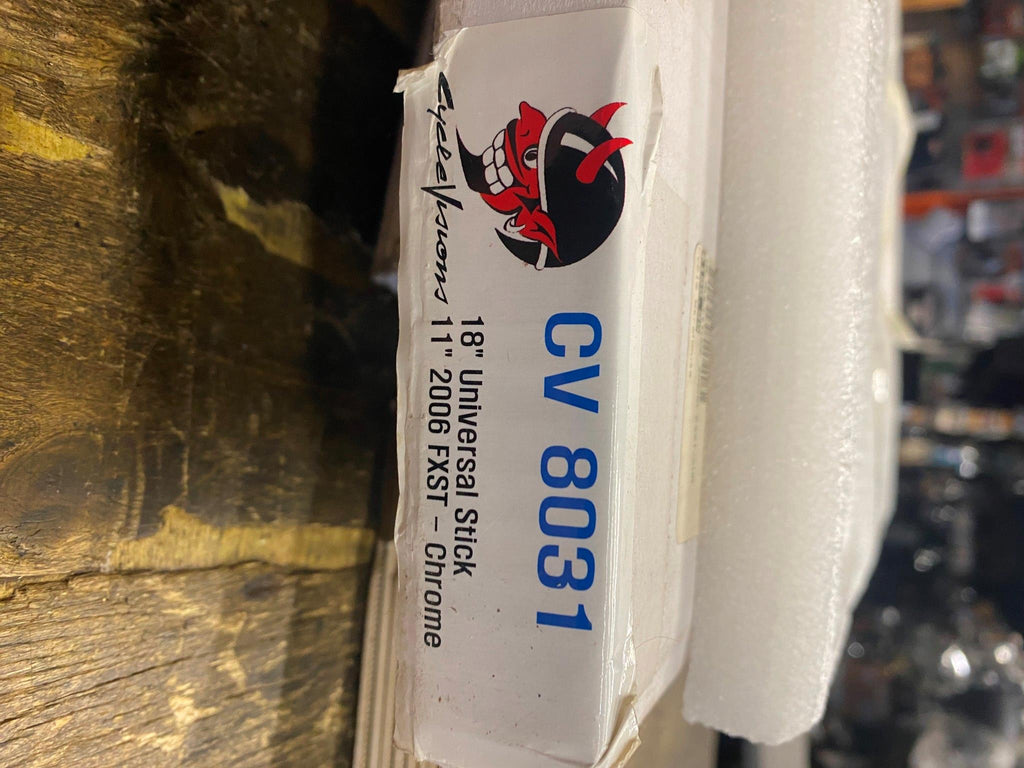 CycleVisions
CV 8031
18" Universal Stick
11" 2006 FXST – Chrome